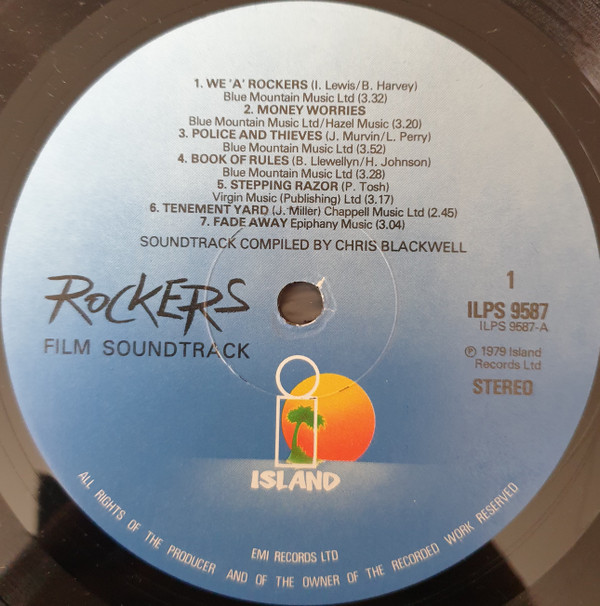 1. WE 'A' ROCKERS (I. Lewis/B. Harvey)
Blue Mountain Music Ltd (3.32)
2. MONEY WORRIES
Blue Mountain Music Ltd/Hazel Music (3.20)
3. POLICE AND THIEVES (J. Murvin/L. Perry)
Blue Mountain Music Ltd (3.52)
4. BOOK OF RULES (B. Llewellyn/H. Johnson)
Blue Mountain Music Ltd (3.28)
5. STEPPING RAZOR (P. Tosh)
Virgin Music (Publishing) Ltd (3.17)
6. TENEMENT YARD (J. Miller) Chappell Music Ltd (2.45)
7. FADE AWAY Epiphany Music (3.04)
SOUNDTRACK COMPILED BY CHRIS BLACKWELL
ROCKERS
FILM SOUNDTRACK
1
ILPS 9587
ILPS 9587-A
℗ 1979 Island
Records Ltd
STEREO
ISLAND
EMI RECORDS LTD
ALL RIGHTS OF THE PRODUCER AND OF THE OWNER OF THE RECORDED WORK RESERVED